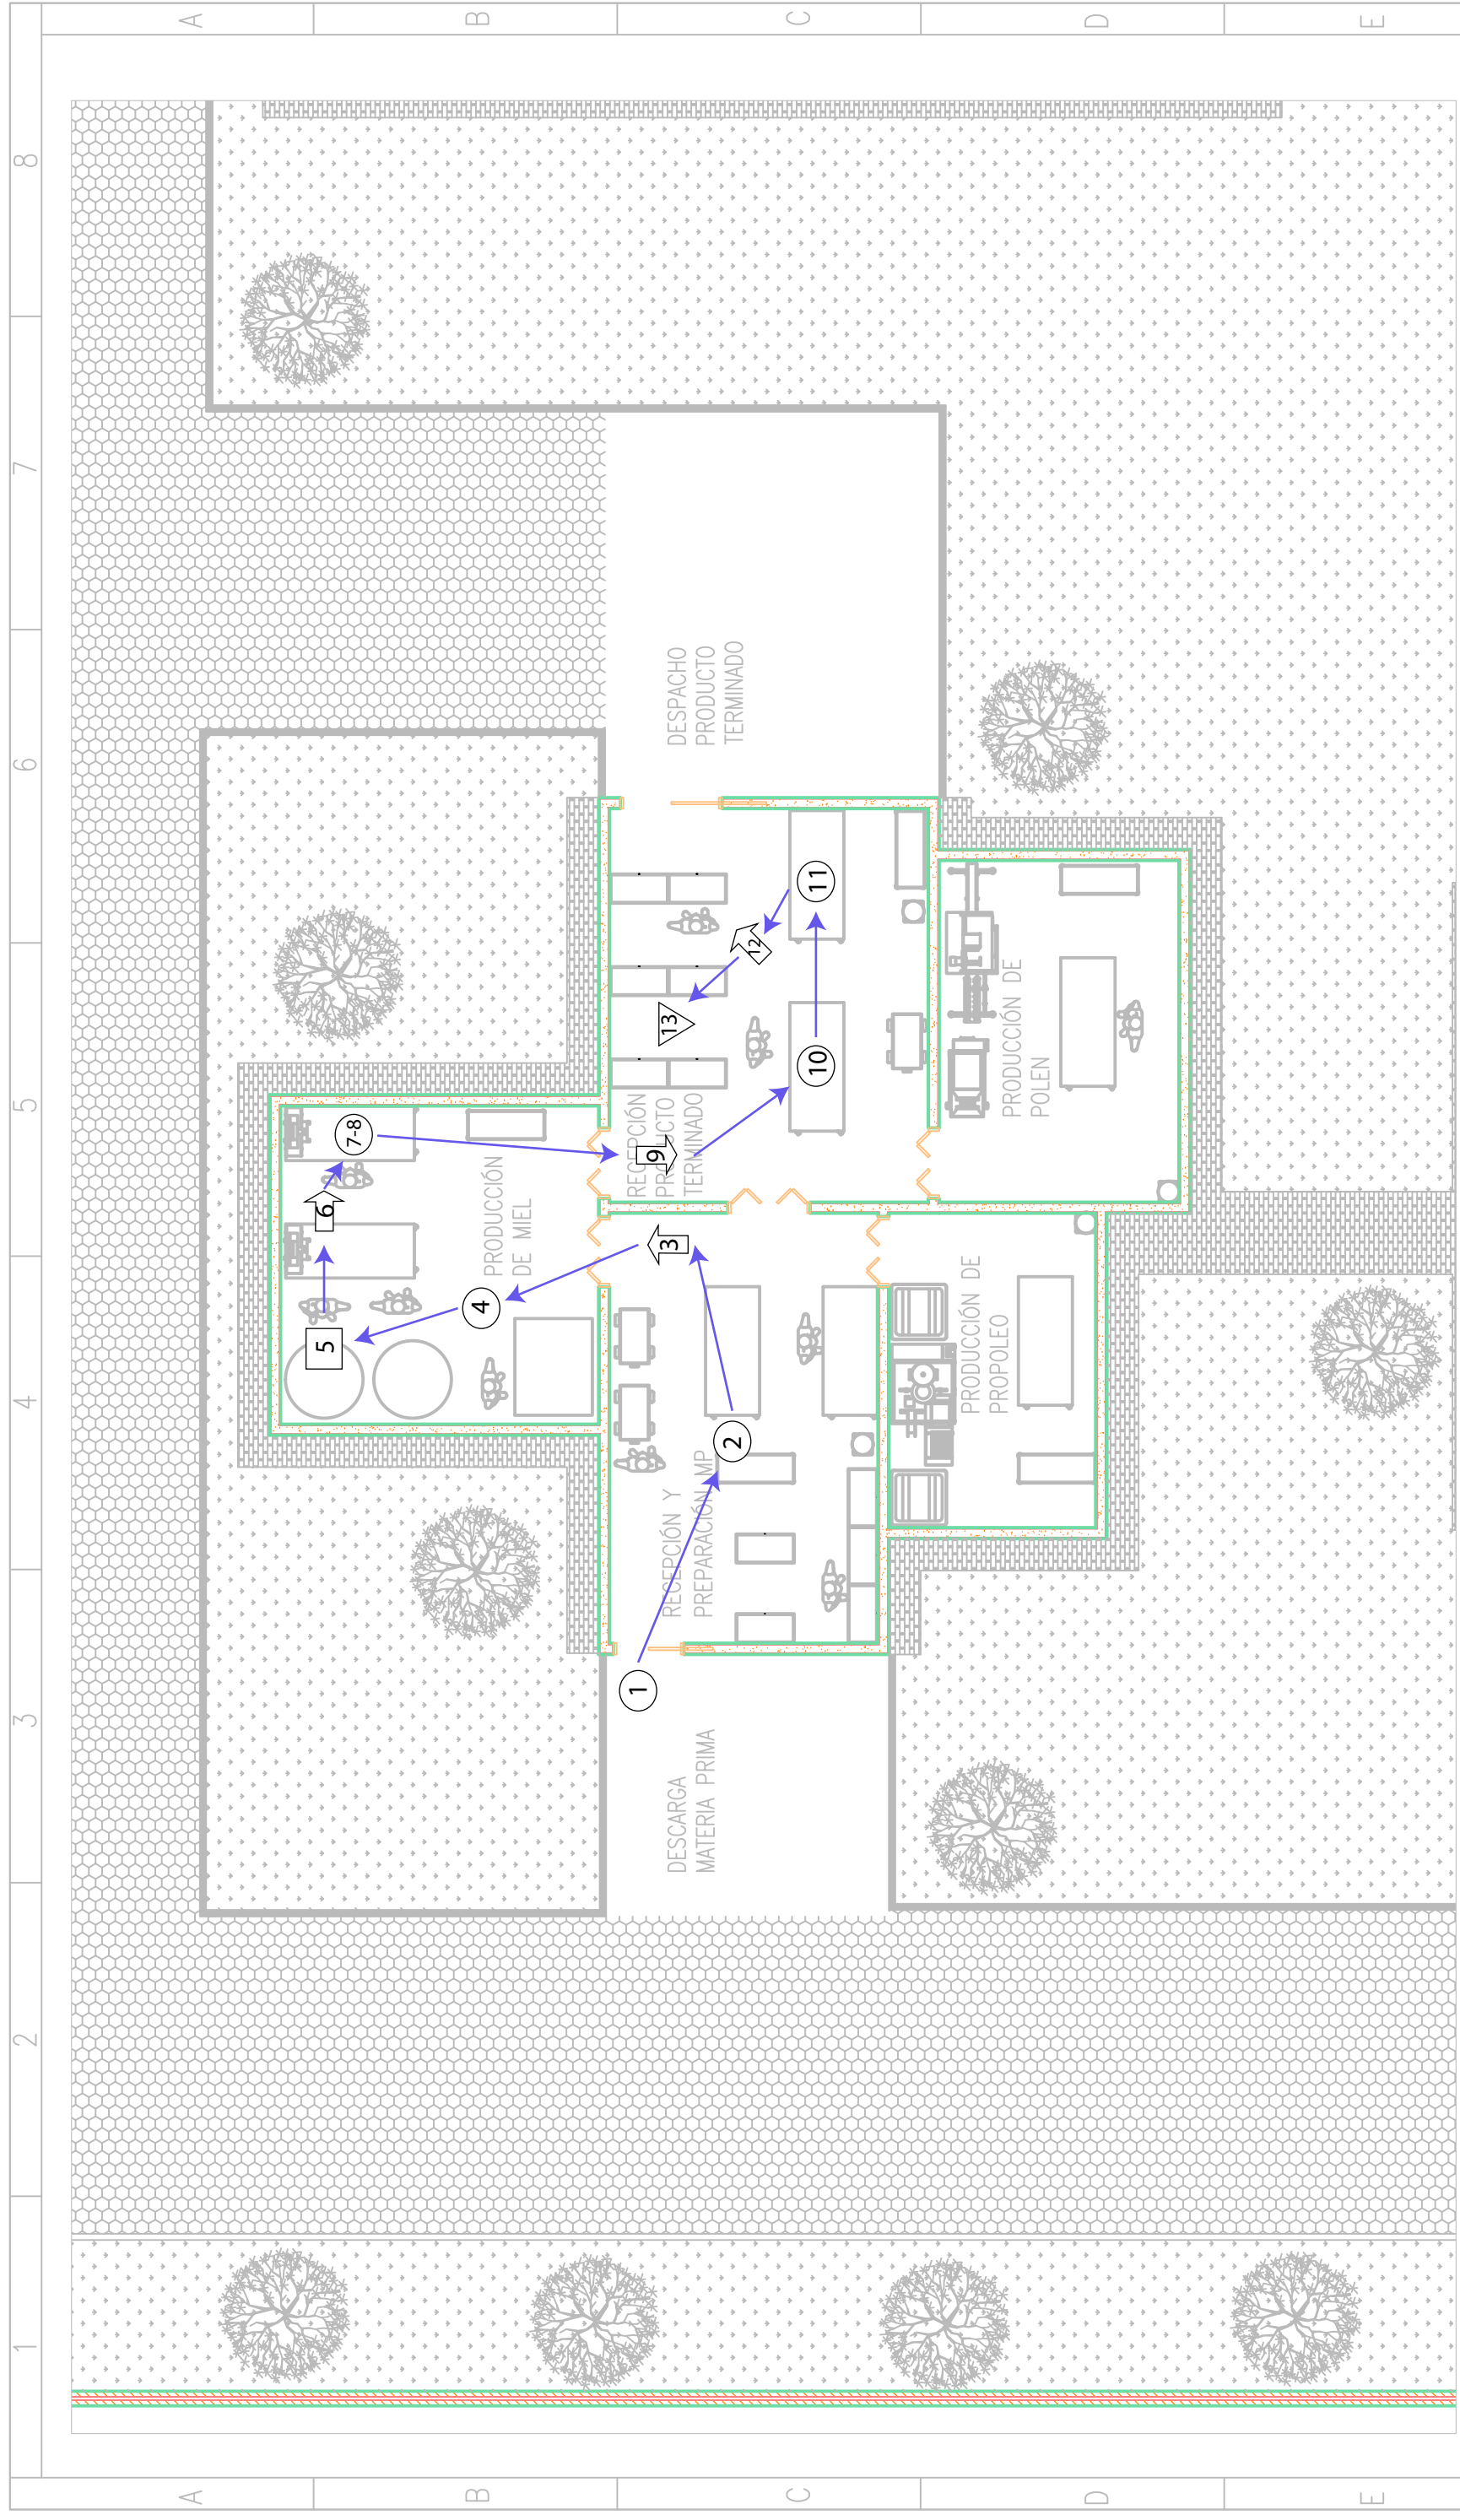 A
B
C
D
E
8
7
6
5
4
3
2
1
A
B
C
D
E
PRODUCCIÓN
DE MIEL
DESPACHO
PRODUCTO
TERMINADO
RECEPCIÓN
PRODUCTO
TERMINADO
PRODUCCIÓN DE
POLEN
RECEPCIÓN Y
PREPARACIÓN MP
PRODUCCIÓN DE
PROPOLEO
DESCARGA
MATERIA PRIMA
1
2
3
4
5
6
7-8
9
10
11
12
13